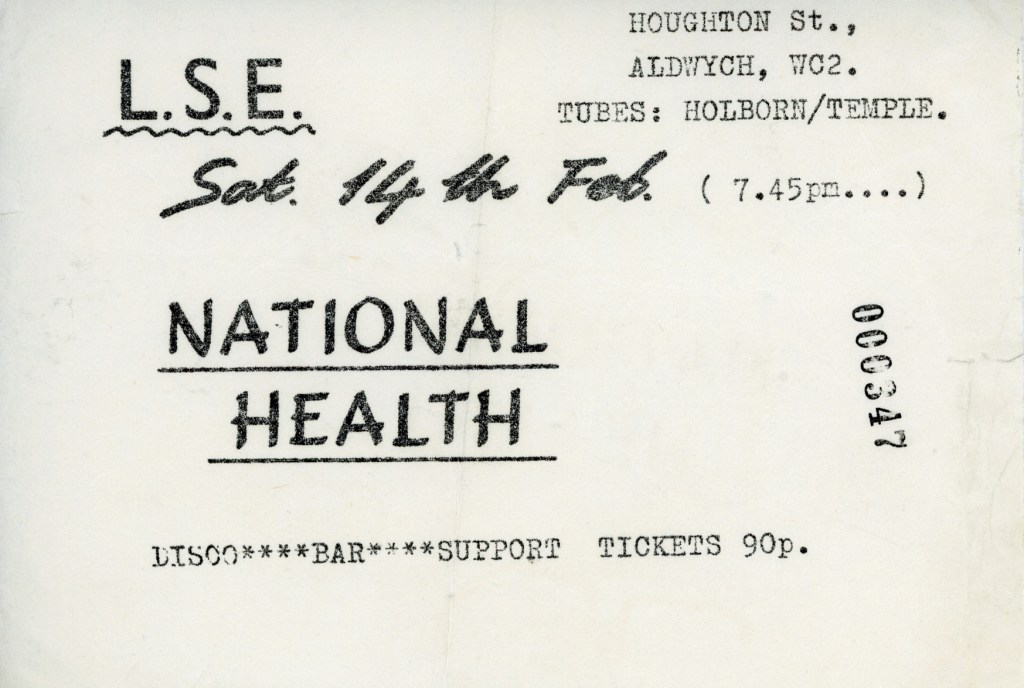 HOUGHTON St.,
ALDWYCH, WC2.
TUBES: HOLBORN/TEMPLE.
L.S.E.
Sat. 14th Feb. ( 7.45pm....)
NATIONAL
HEALTH
000347
DISCO****BAR****SUPPORT TICKETS 90p.